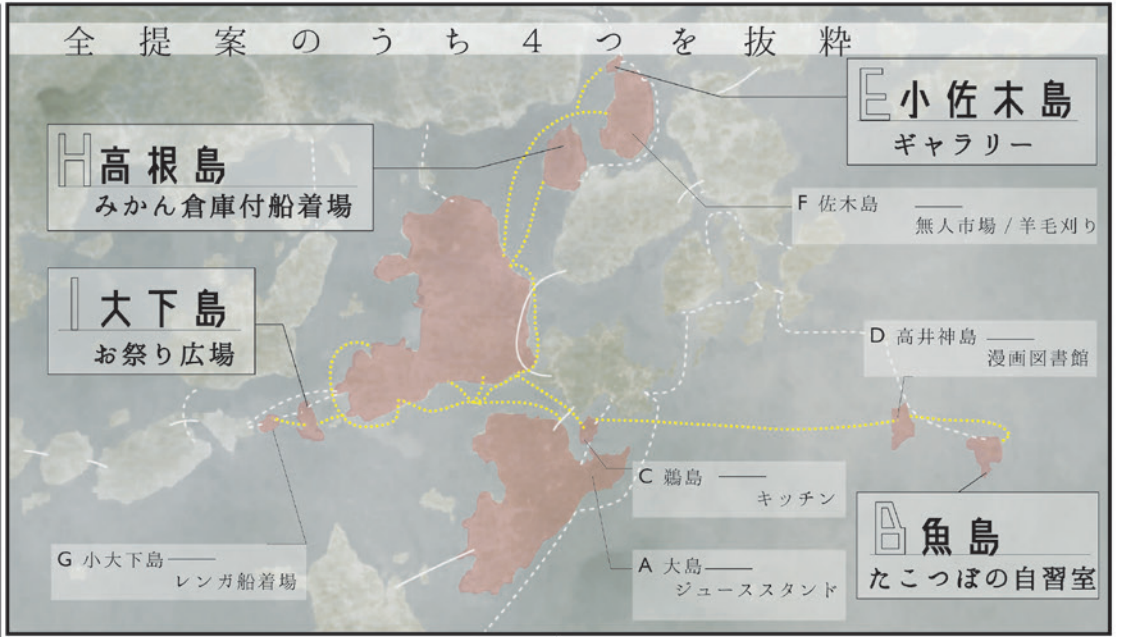 全提案のうち4つを抜粋
E 小佐木島
ギャラリー
H 高根島
みかん倉庫付船着場
F 佐木島
無人市場 / 羊毛刈り
I 大下島
お祭り広場
D 高井神島
漫画図書館
C 鵜島
キッチン
B 魚島
たこつぼの自習室
G 小大下島
レンガ船着場
A 大島
ジューススタンド